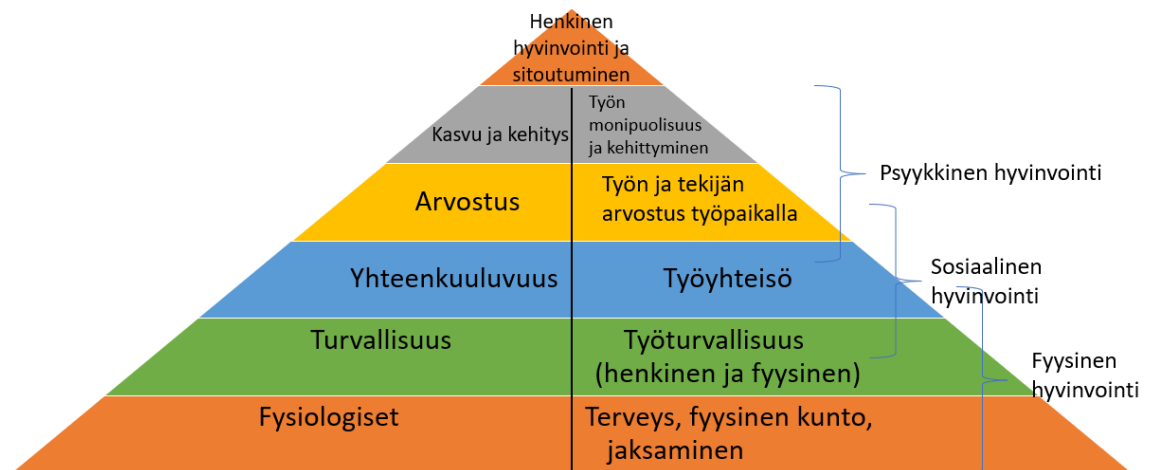 Henkinen
hyvinvointi ja
sitoutuminen
Kasvu ja kehitys
Työn
monipuolisuus
ja kehittyminen
Psyykkinen hyvinvointi
Arvostus
Työn ja tekijän
arvostus työpaikalla
Yhteenkuuluvuus
Työyhteisö
Sosiaalinen
hyvinvointi
Turvallisuus
Työturvallisuus
(henkinen ja fyysinen)
Fyysinen
hyvinvointi
Fysiologiset
Terveys, fyysinen kunto,
jaksaminen